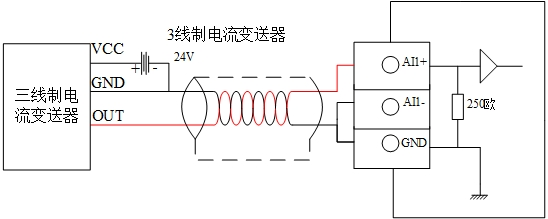 3线制电流变送器
VCC
+ -
24V
GND
三线制电
流变送器
OUT
AI1+
AI1-
GND
250欧